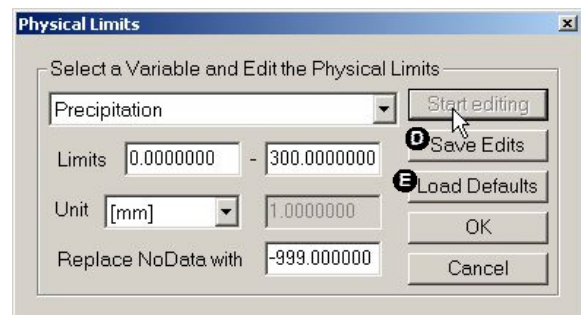 Physical Limits
Select a Variable and Edit the Physical Limits
Precipitation
Start editing
Limits 0.0000000 - 300.0000000
D Save Edits
E Load Defaults
Unit [mm] 1.0000000
OK
Replace NoData with -999.000000
Cancel